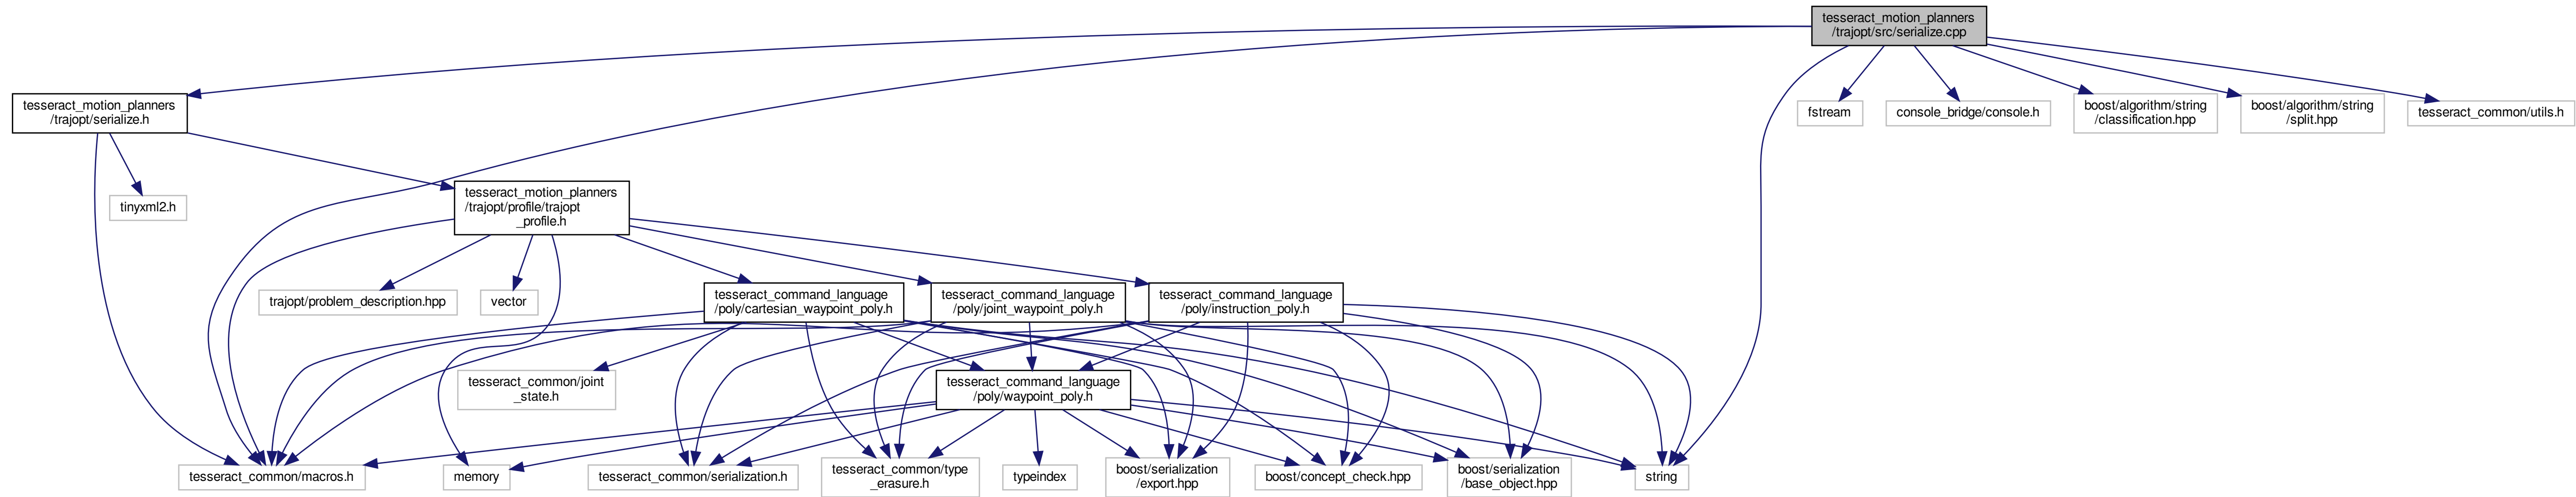 tesseract_motion_planners
/trajopt/src/serialize.cpp
tesseract_motion_planners
/trajopt/serialize.h
fstream
console_bridge/console.h
boost/algorithm/string
/classification.hpp
boost/algorithm/string
/split.hpp
tesseract_common/utils.h
tinyxml2.h
tesseract_motion_planners
/trajopt/profile/trajopt
_profile.h
trajopt/problem_description.hpp
vector
tesseract_command_language
/poly/cartesian_waypoint_poly.h
tesseract_command_language
/poly/joint_waypoint_poly.h
tesseract_command_language
/poly/instruction_poly.h
tesseract_common/joint
_state.h
tesseract_command_language
/poly/waypoint_poly.h
tesseract_common/macros.h
memory
tesseract_common/serialization.h
tesseract_common/type
_erasure.h
typeindex
boost/serialization
/export.hpp
boost/concept_check.hpp
boost/serialization
/base_object.hpp
string